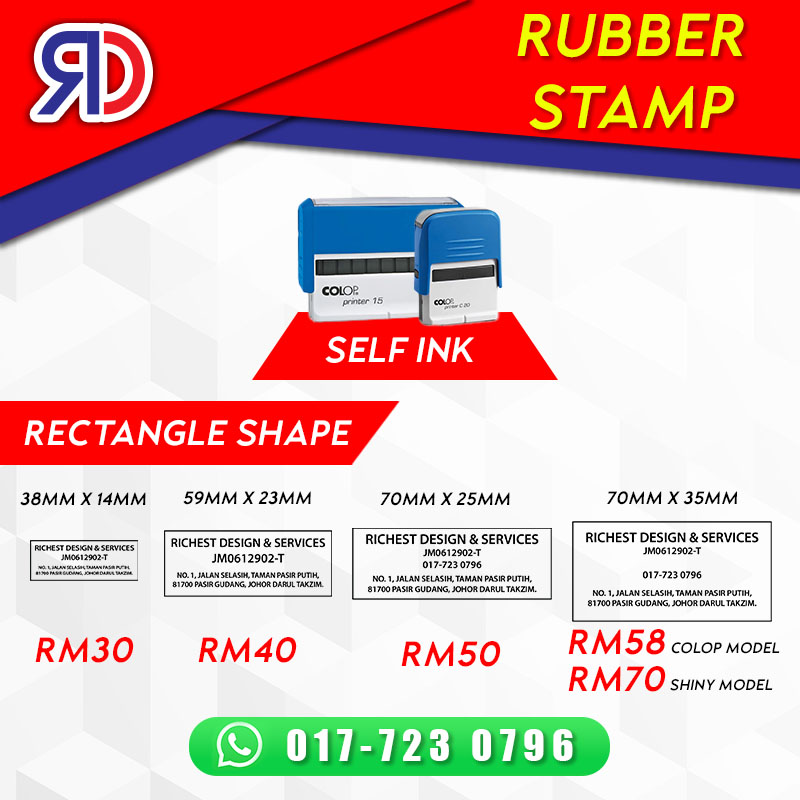 RD
RUBBER
STAMP
COLOP
printer 15
COLOP
printer C 20
SELF INK
RECTANGLE SHAPE
38MM X 14MM
RICHEST DESIGN & SERVICES
JM0612902-T
NO. 1, JALAN SELASIH, TAMAN PASIR PUTIH,
81700 PASIR GUDANG, JOHOR DARUL TAKZIM.
RM30
59MM X 23MM
RICHEST DESIGN & SERVICES
JM0612902-T
NO. 1, JALAN SELASIH, TAMAN PASIR PUTIH,
81700 PASIR GUDANG, JOHOR DARUL TAKZIM.
RM40
70MM X 25MM
RICHEST DESIGN & SERVICES
JM0612902-T
017-723 0796
NO. 1, JALAN SELASIH, TAMAN PASIR PUTIH,
81700 PASIR GUDANG, JOHOR DARUL TAKZIM.
RM50
70MM X 35MM
RICHEST DESIGN & SERVICES
JM0612902-T
017-723 0796
NO. 1, JALAN SELASIH, TAMAN PASIR PUTIH,
81700 PASIR GUDANG, JOHOR DARUL TAKZIM.
RM58 COLOP MODEL
RM70 SHINY MODEL
017-723 0796